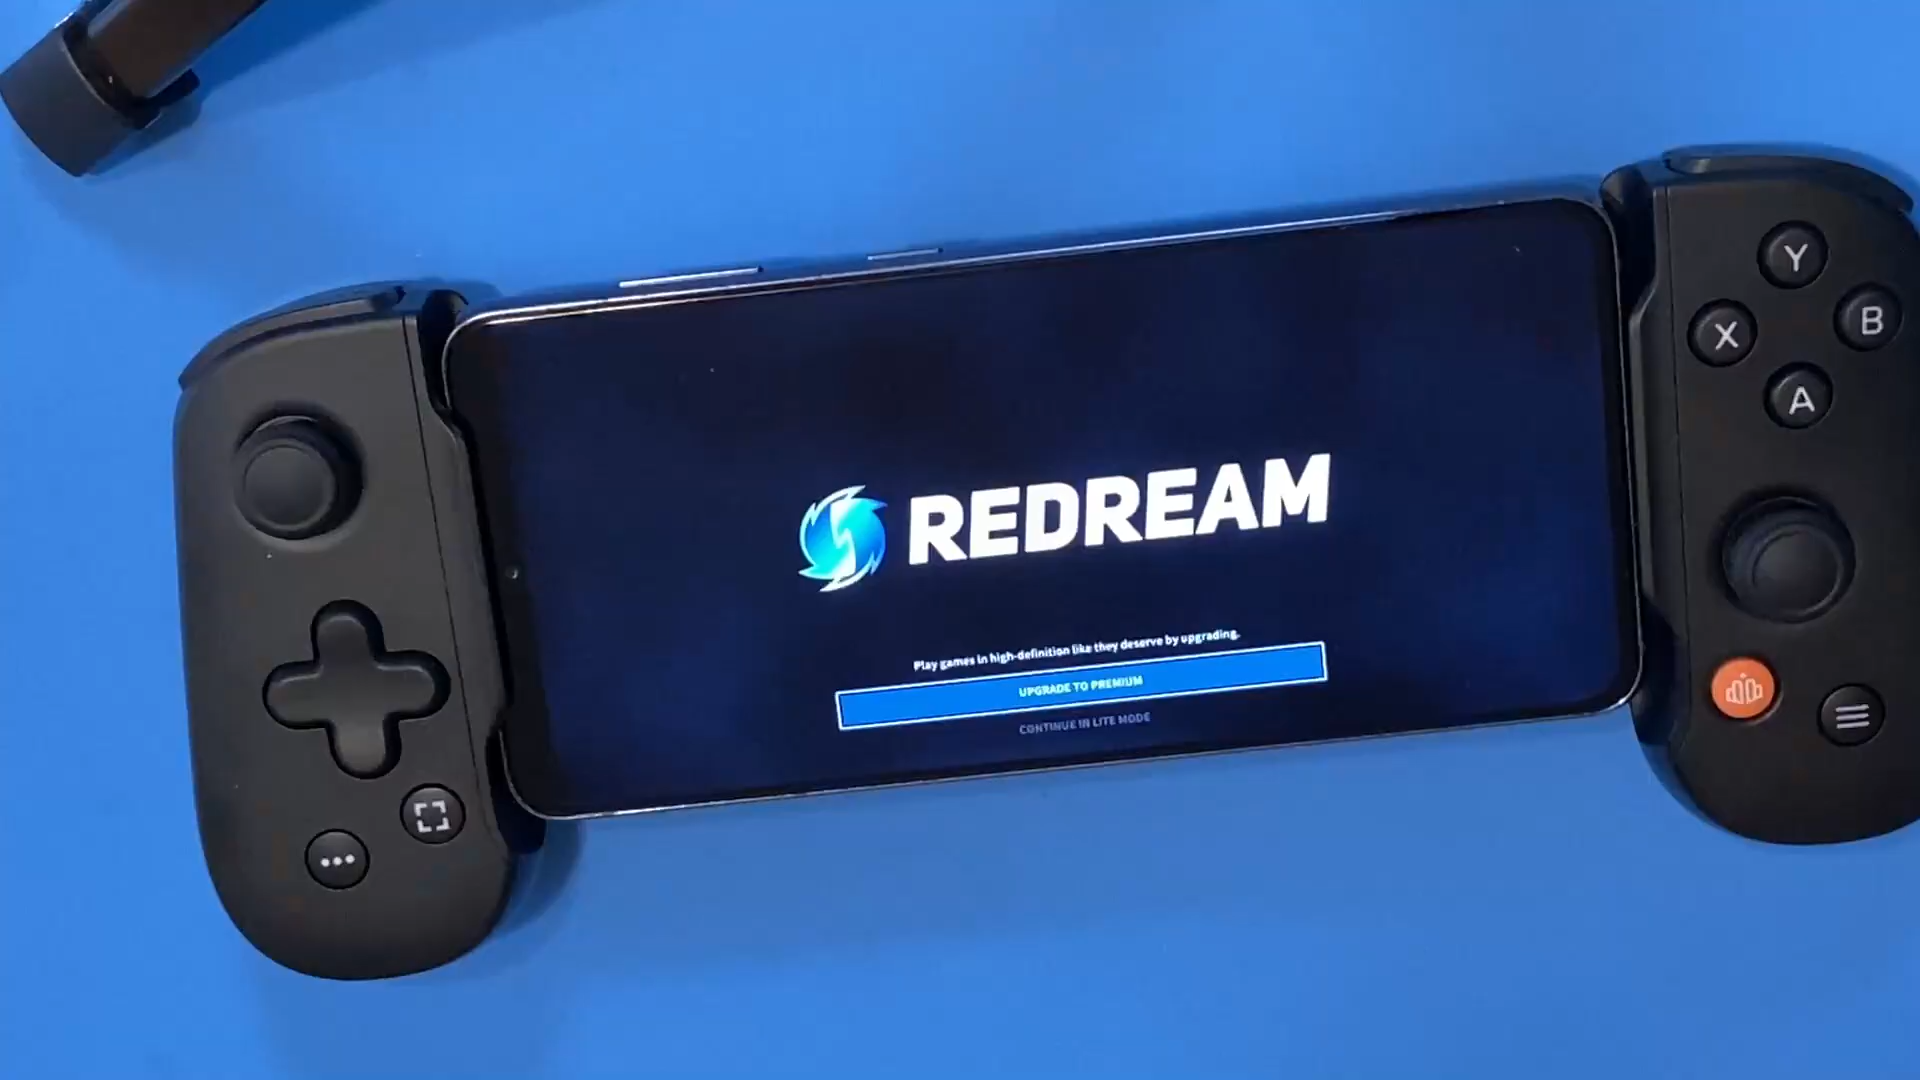 REDREAM
Play games in high-definition like they deserve by upgrading.
UPGRADE TO PREMIUM
CONTINUE IN LITE MODE
Y
X
B
A